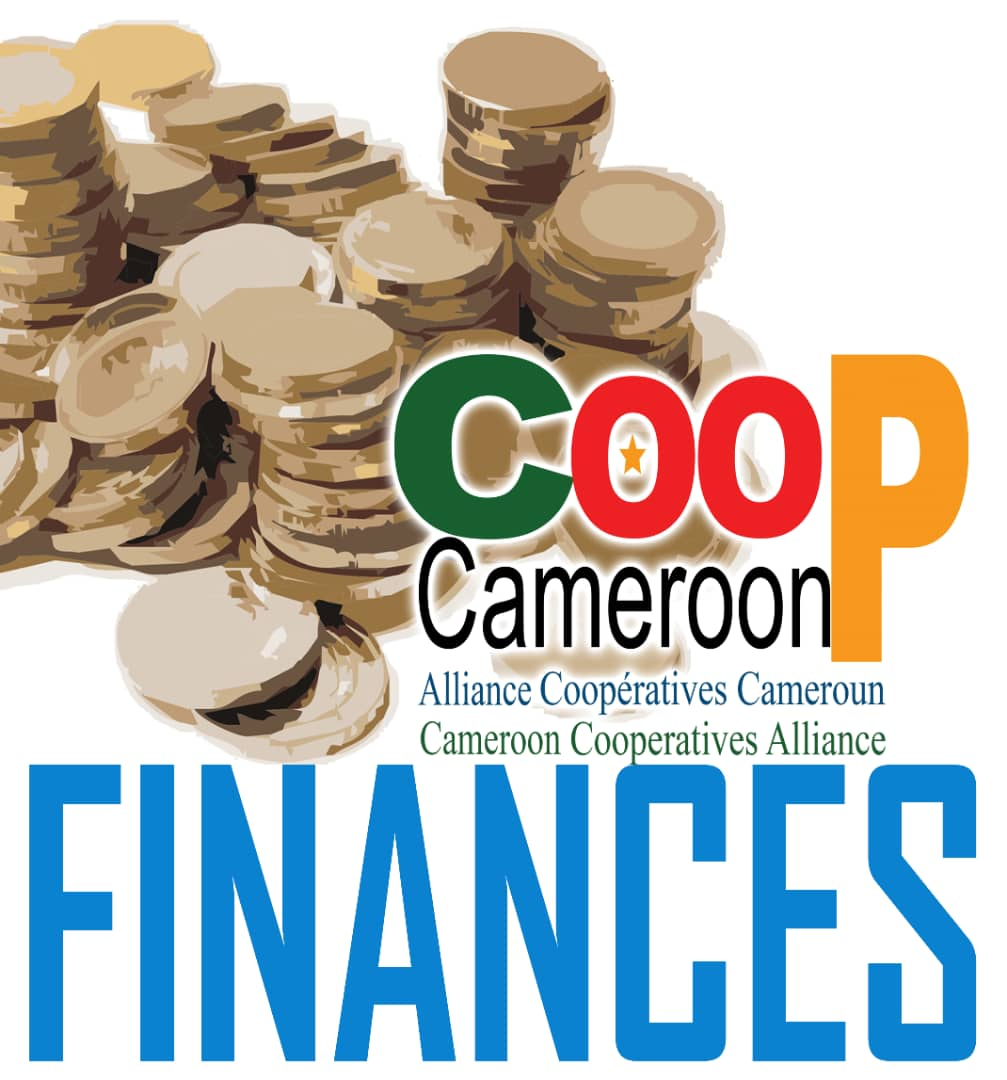 CooP
Cameroon
Alliance Coopératives Cameroun
Cameroon Cooperatives Alliance
FINANCES